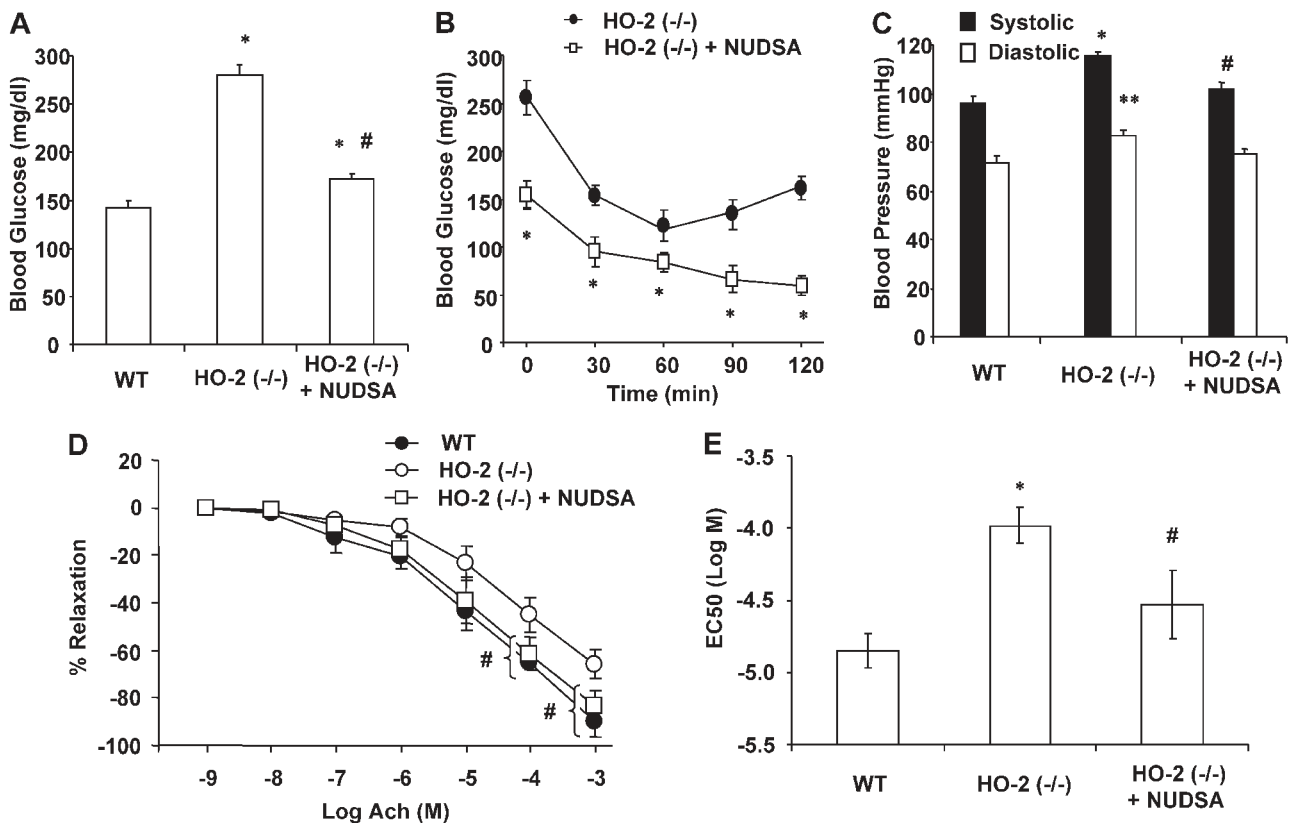 A
Blood Glucose (mg/dl)
300
250
200
150
100
50
0
*
* #
WT
HO-2 (-/-)
HO-2 (-/-)
+ NUDSA
B
HO-2 (-/-)
HO-2 (-/-) + NUDSA
Blood Glucose (mg/dl)
300
250
200
150
100
50
0
*
*
*
*
*
0 30 60 90 120
Time (min)
C
Systolic
Diastolic
Blood Pressure (mmHg)
120
100
80
60
40
20
0
*
**
#
WT
HO-2 (-/-)
HO-2 (-/-)
+ NUDSA
D
WT
HO-2 (-/-)
HO-2 (-/-) + NUDSA
% Relaxation
20
0
-20
-40
-60
-80
-100
#
#
-9 -8 -7 -6 -5 -4 -3
Log Ach (M)
E
EC50 (Log M)
-3.5
-4.0
-4.5
-5.0
-5.5
*
#
WT
HO-2 (-/-)
HO-2 (-/-)
+ NUDSA